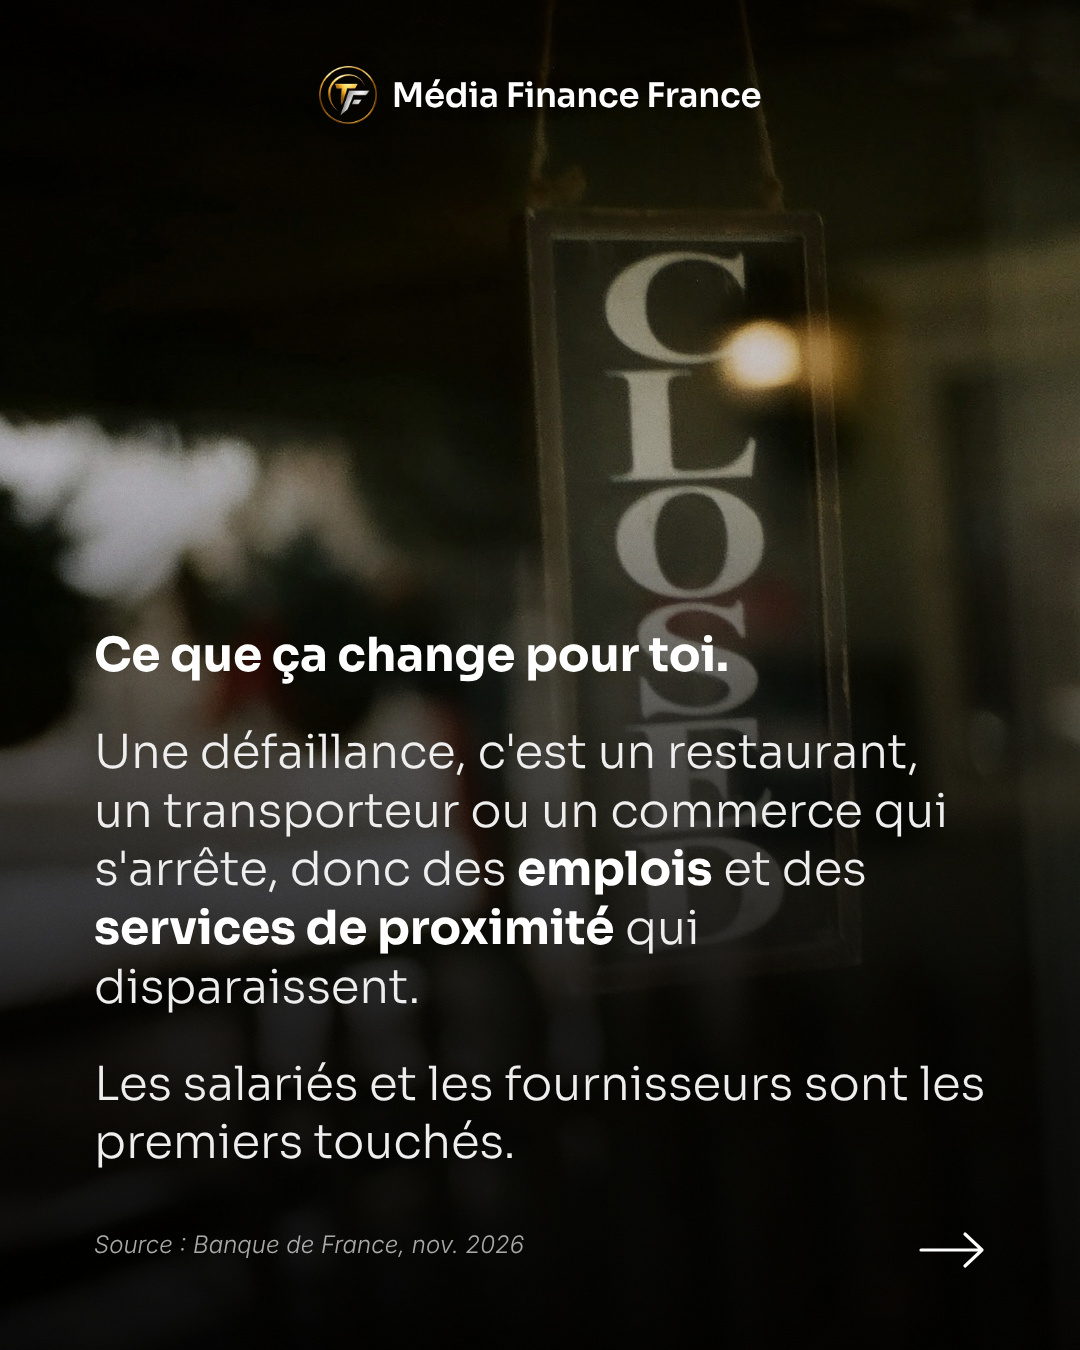 TF
Média Finance France
CLOSED
Ce que ça change pour toi.
Une défaillance, c'est un restaurant,
un transporteur ou un commerce qui
s'arrête, donc des emplois et des
services de proximité qui
disparaissent.
Les salariés et les fournisseurs sont les
premiers touchés.
Source : Banque de France, nov. 2026